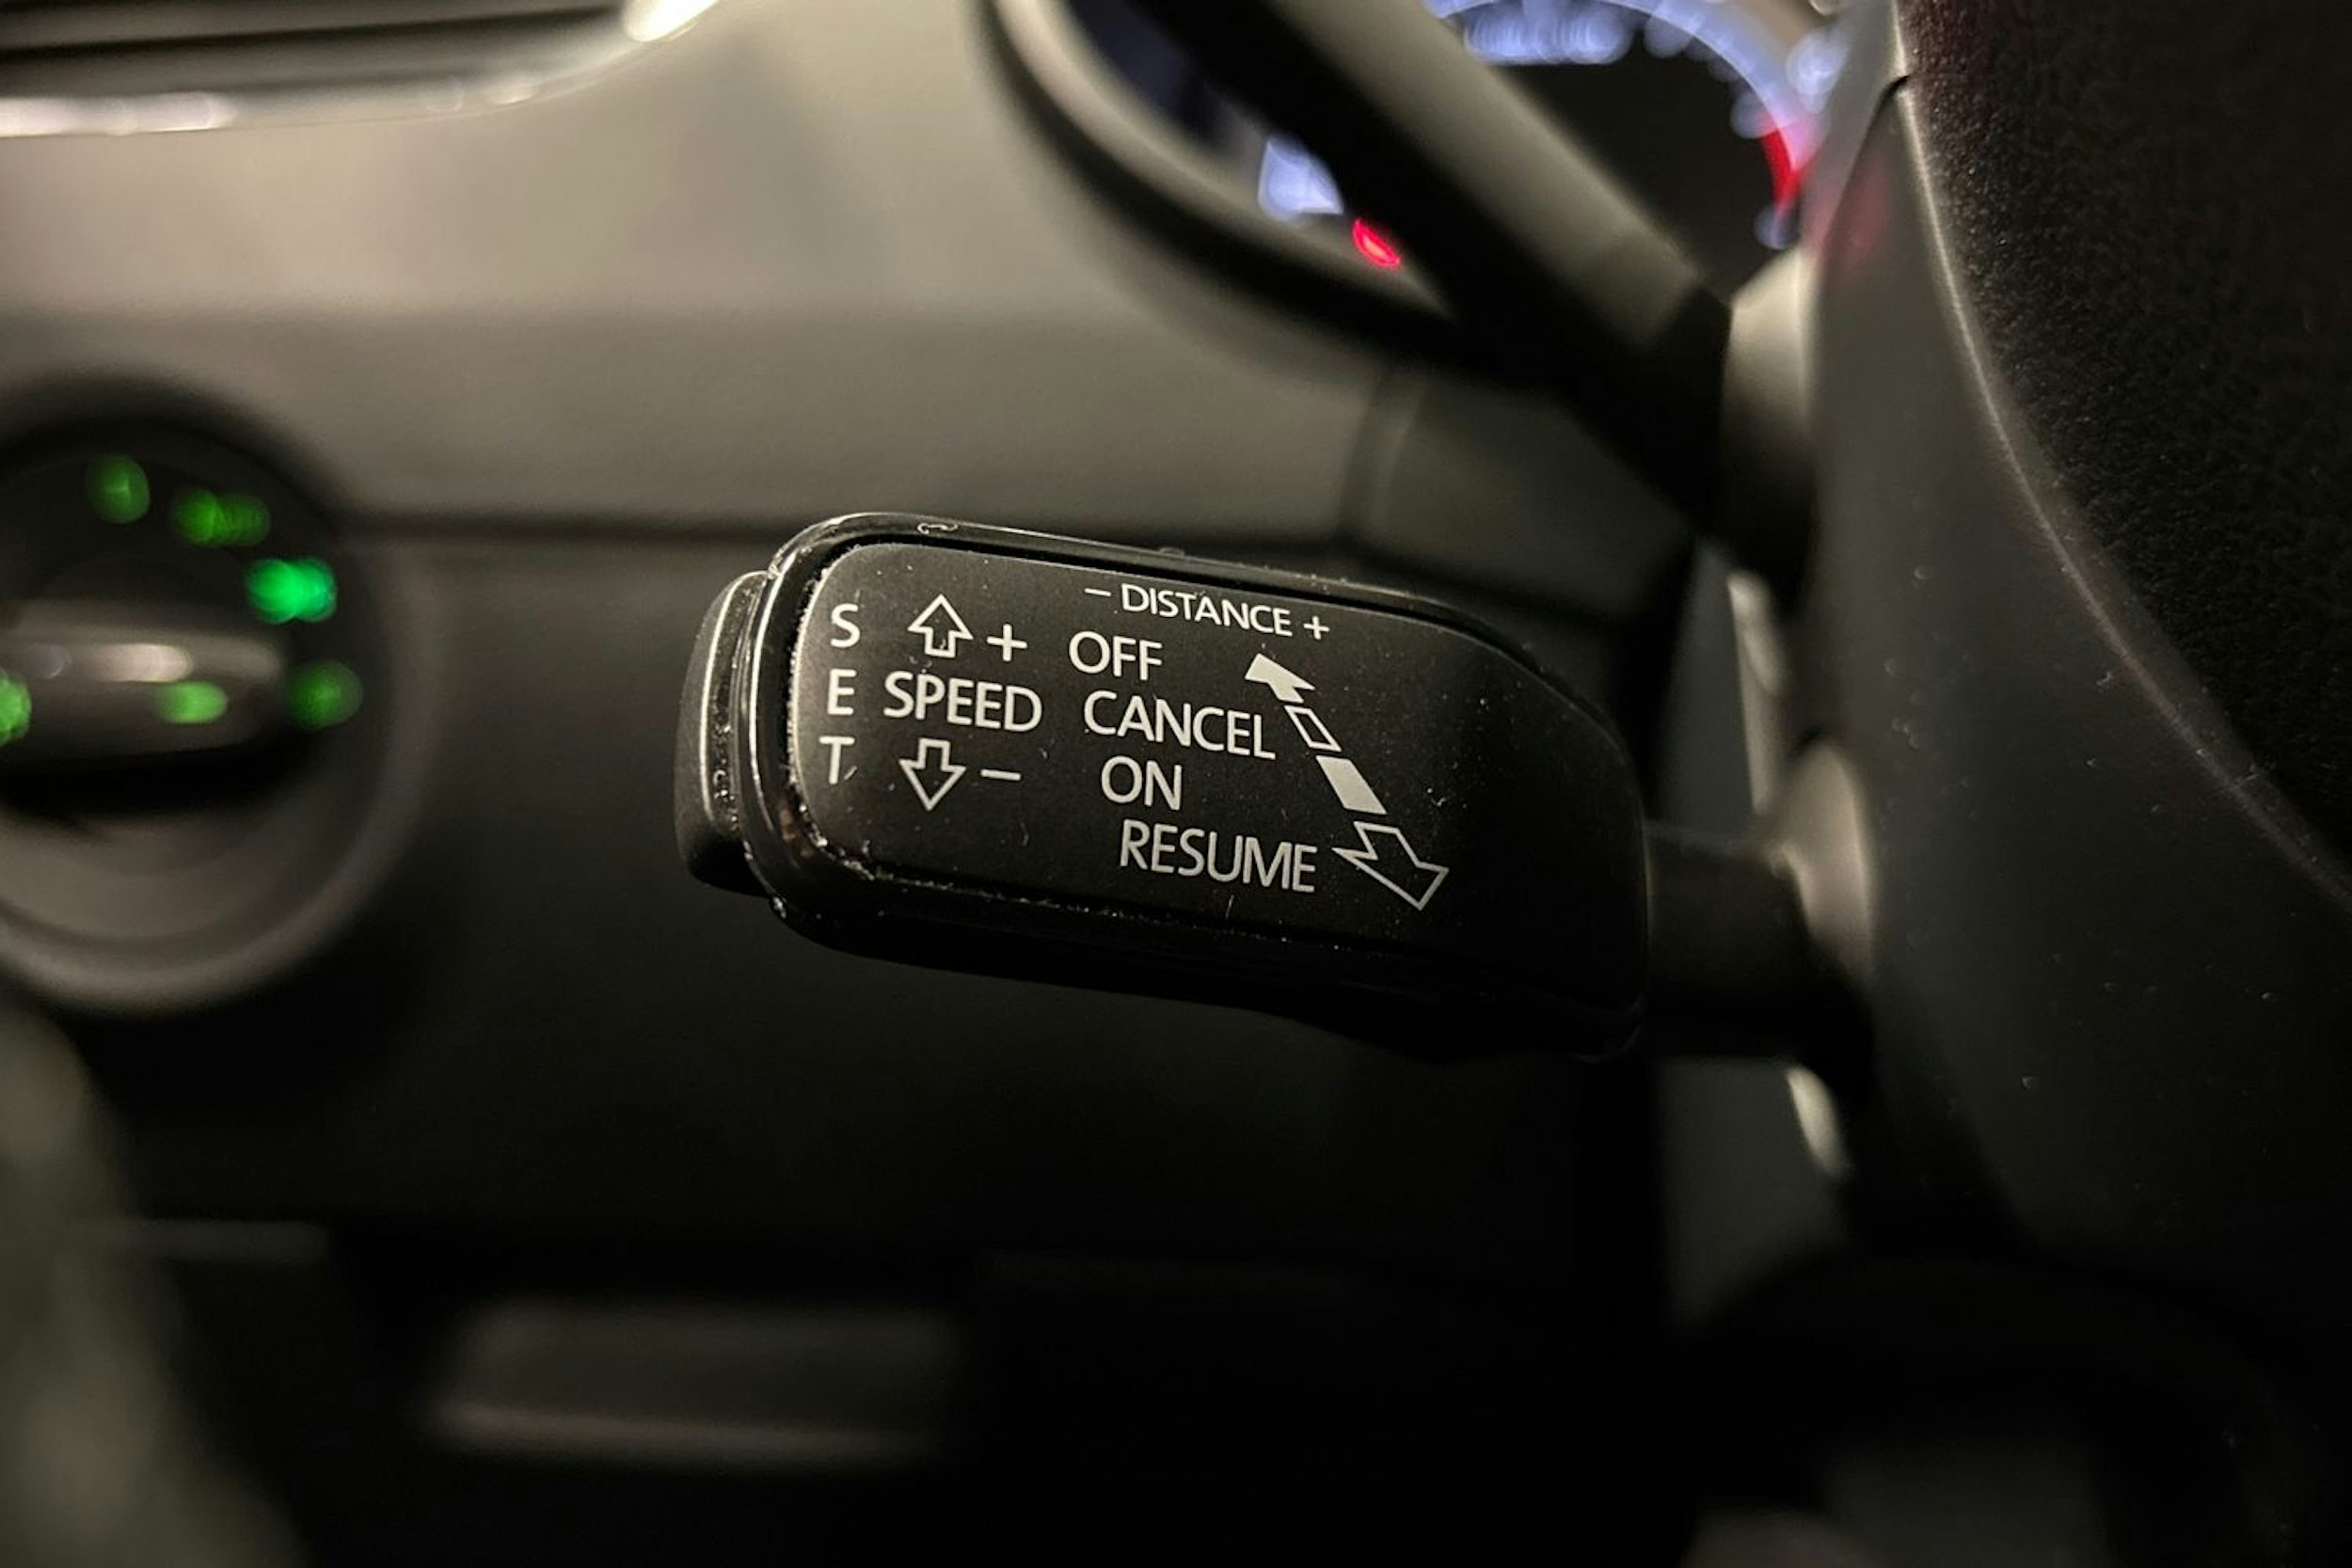 - DISTANCE +
S + OFF
E SPEED CANCEL
T - ON
RESUME